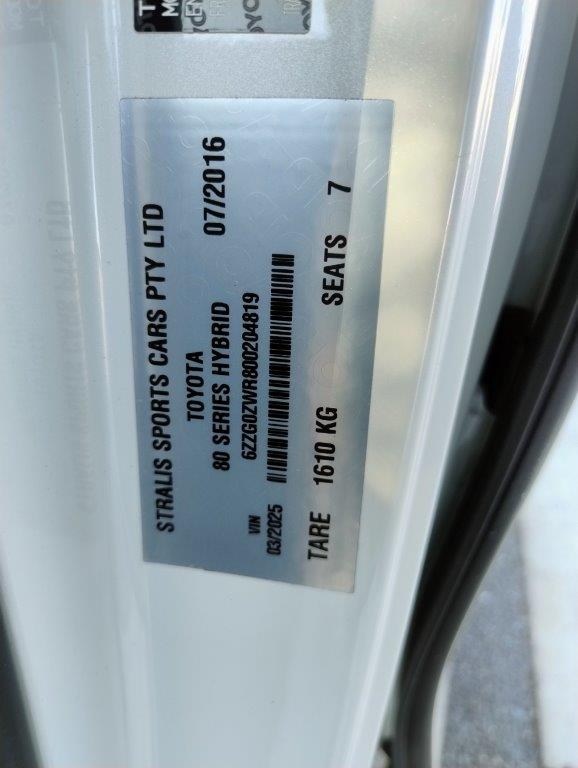 STRALIS SPORTS CARS PTY LTD
TOYOTA 07/2016
80 SERIES HYBRID
VIN 6ZZG0ZWR800204819
03/2025
TARE 1610 KG SEATS 7